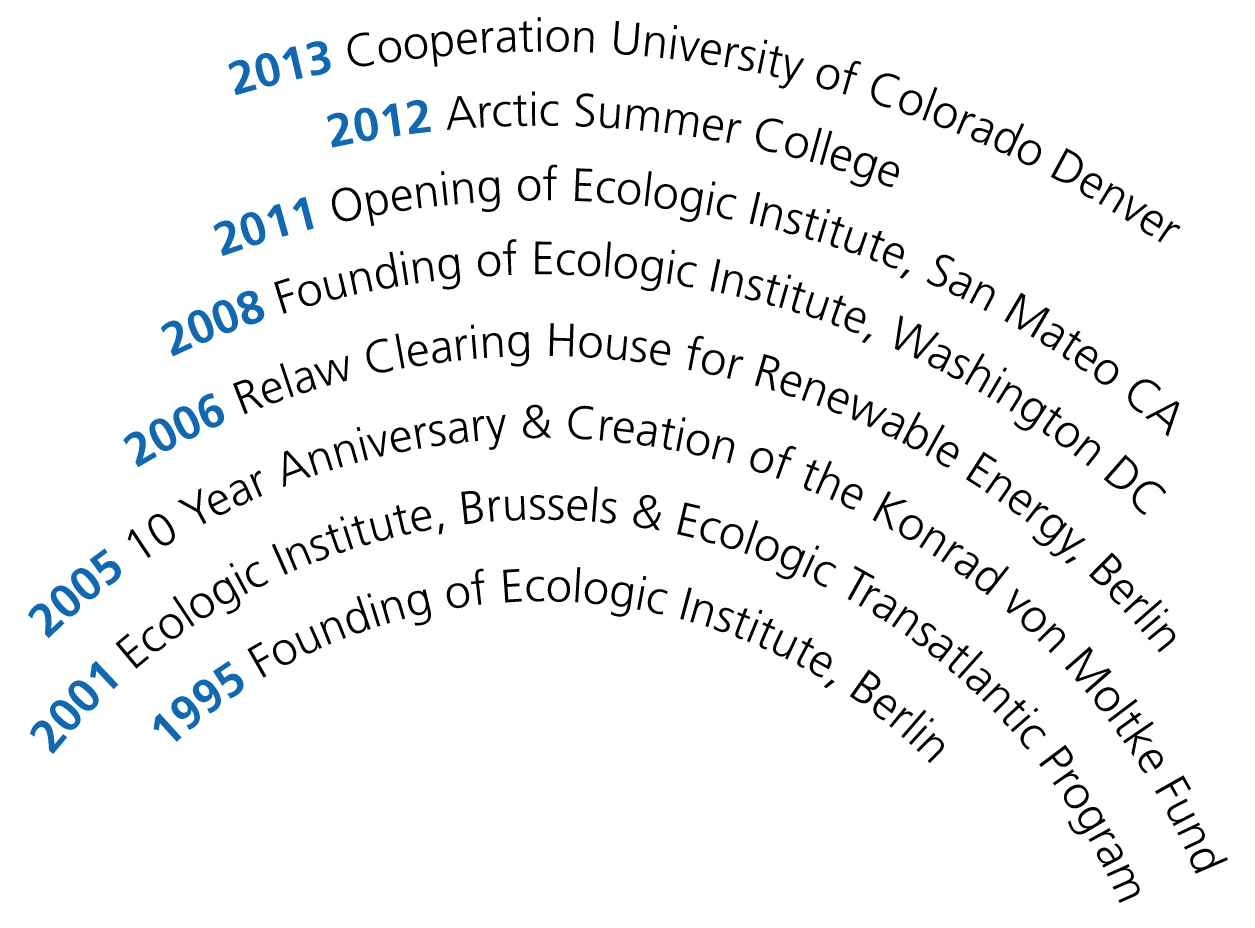 2013 Cooperation University of Colorado Denver
2012 Arctic Summer College
2011 Opening of Ecologic Institute, San Mateo CA
2008 Founding of Ecologic Institute, Washington DC
2006 Relaw Clearing House for Renewable Energy, Berlin
2005 10 Year Anniversary & Creation of the Konrad von Moltke Fund
2001 Ecologic Institute, Brussels & Ecologic Transatlantic Program
1995 Founding of Ecologic Institute, Berlin